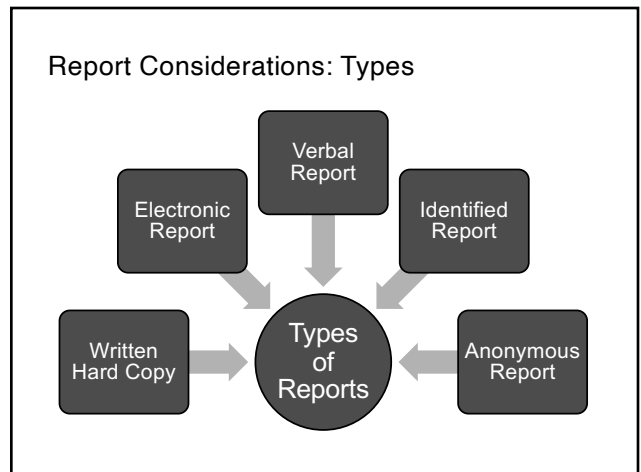 Report Considerations: Types
Verbal
Report
Electronic
Report
Identified
Report
Written
Hard Copy
Types
of
Reports
Anonymous
Report